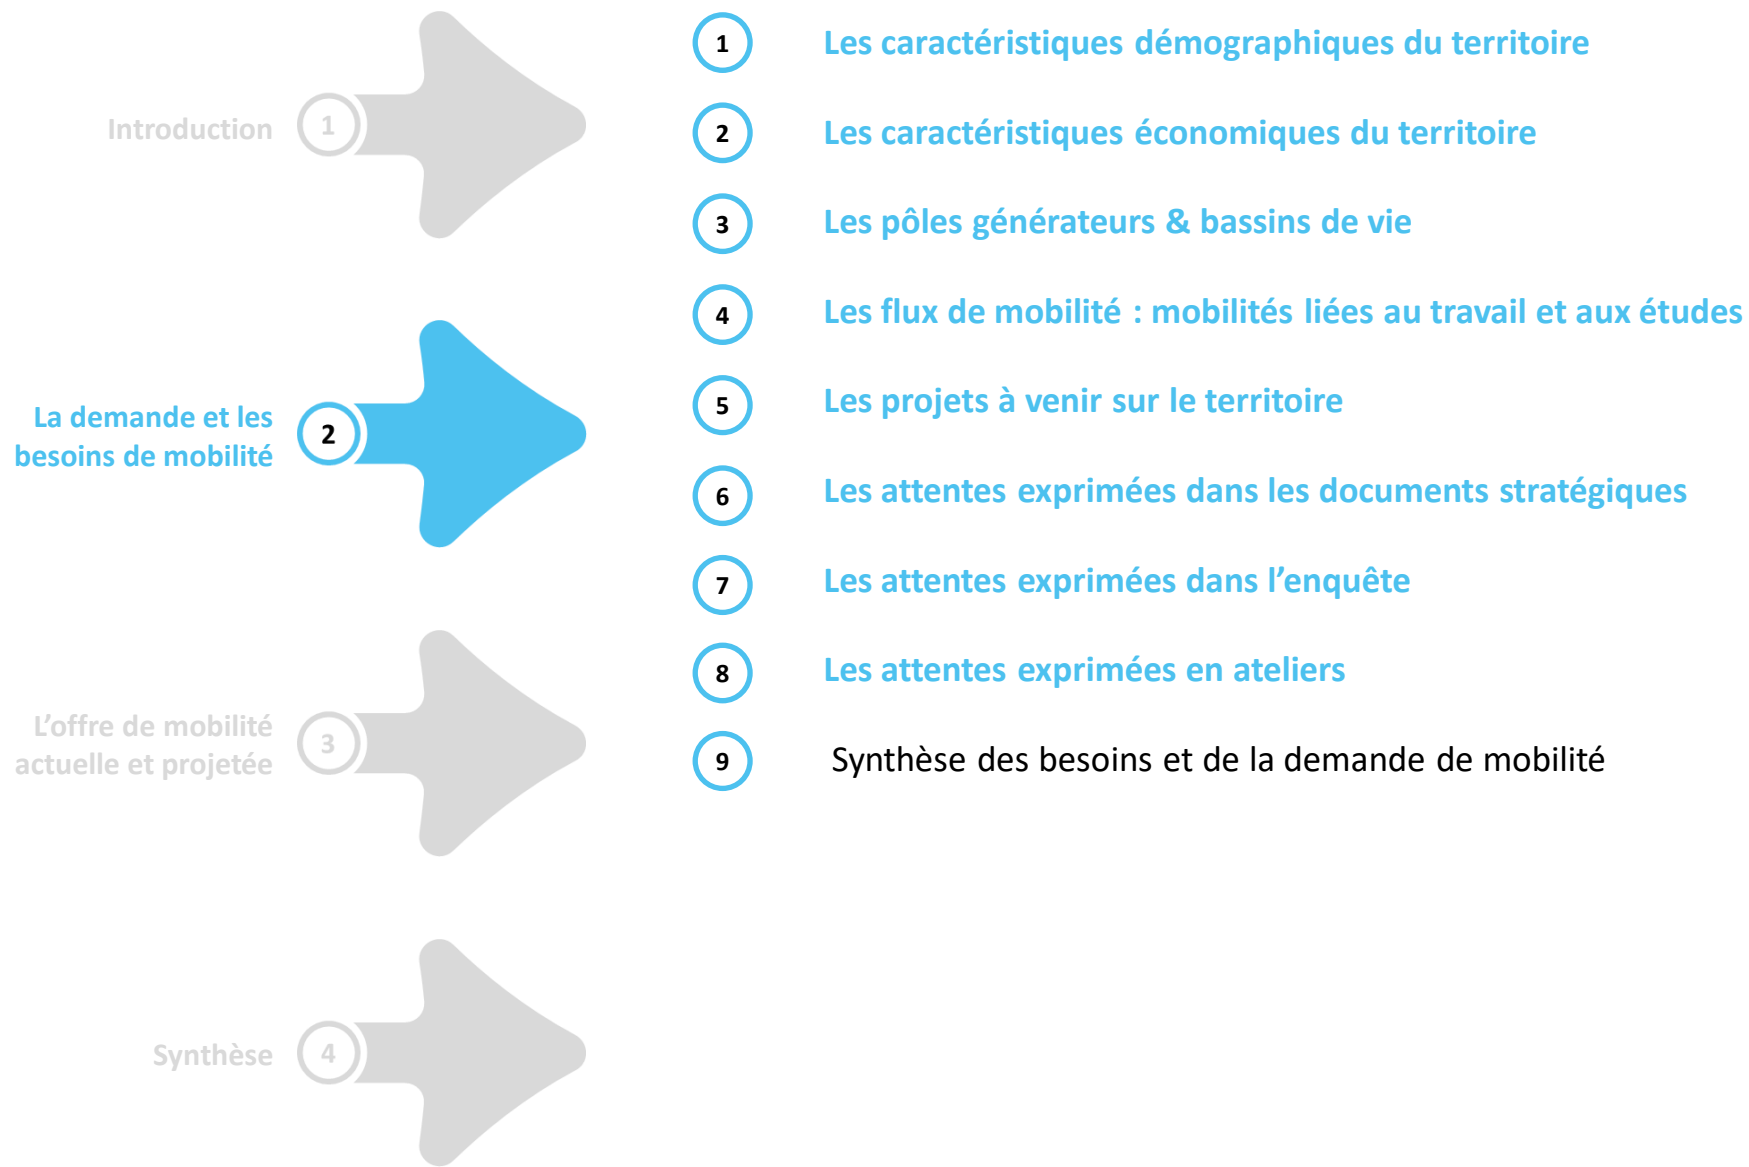 Introduction
1
La demande et les
besoins de mobilité
2
L’offre de mobilité
actuelle et projetée
3
Synthèse
4
1 Les caractéristiques démographiques du territoire
2 Les caractéristiques économiques du territoire
3 Les pôles générateurs & bassins de vie
4 Les flux de mobilité : mobilités liées au travail et aux études
5 Les projets à venir sur le territoire
6 Les attentes exprimées dans les documents stratégiques
7 Les attentes exprimées dans l’enquête
8 Les attentes exprimées en ateliers
9 Synthèse des besoins et de la demande de mobilité